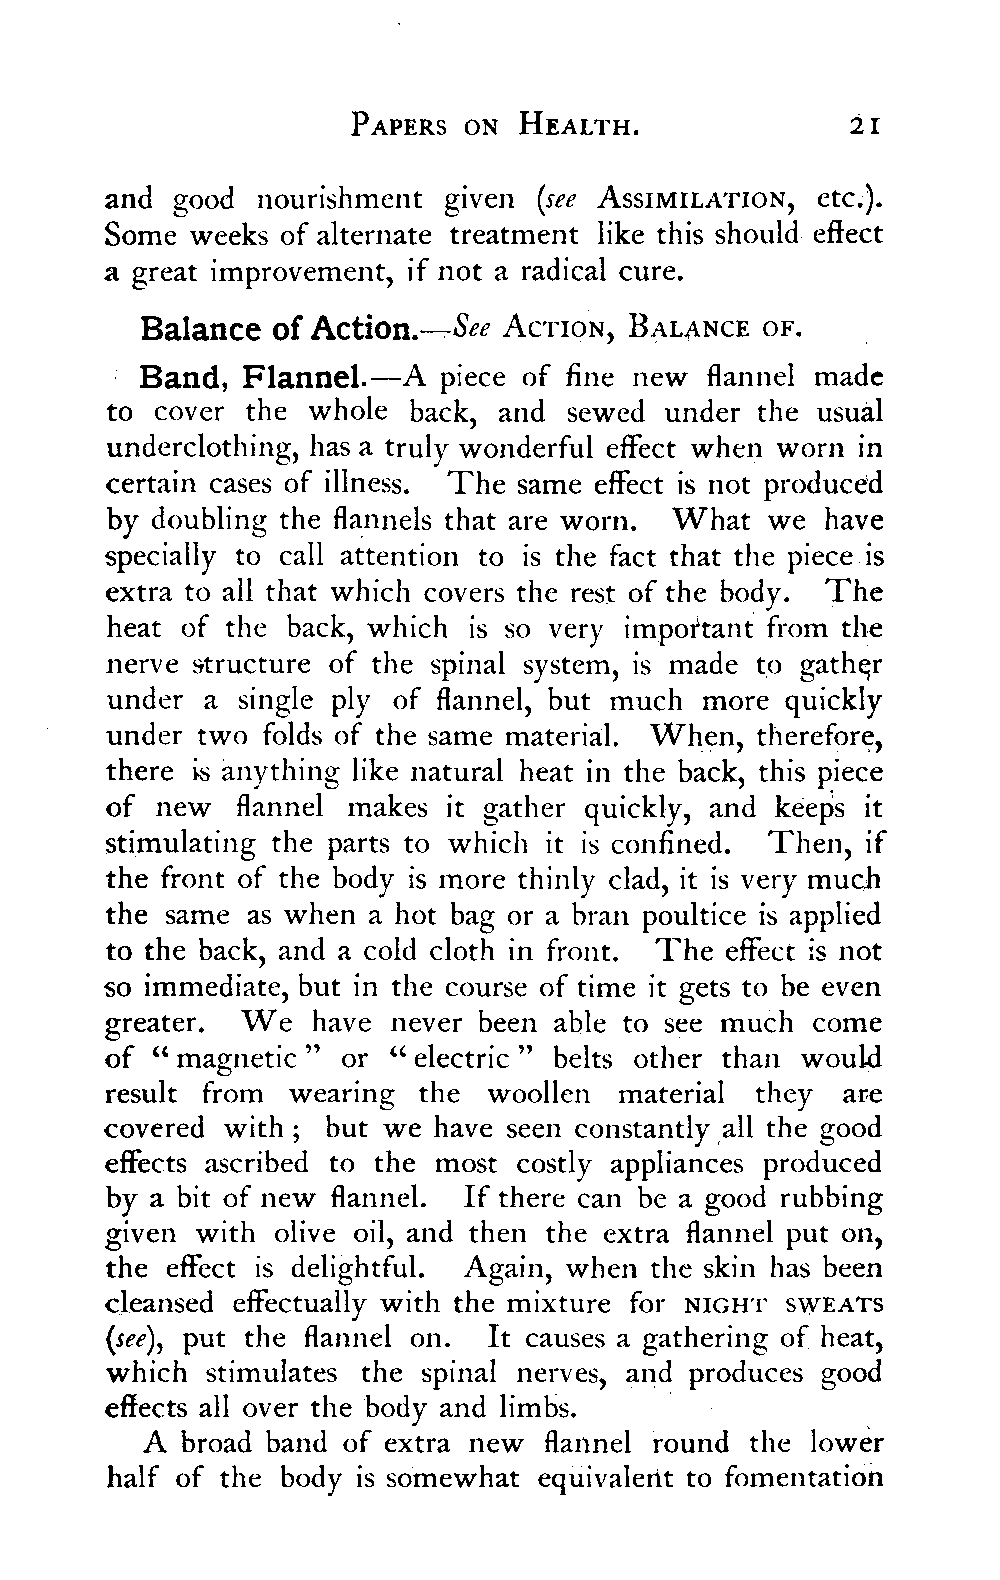 PAPERS ON HEALTH. 21
and good nourishment given (see ASSIMILATION, etc.).
Some weeks of alternate treatment like this should effect
a great improvement, if not a radical cure.
Balance of Action.—See ACTION, BALANCE OF.
Band, Flannel.—A piece of fine new flannel made
to cover the whole back, and sewed under the usual
underclothing, has a truly wonderful effect when worn in
certain cases of illness. The same effect is not produced
by doubling the flannels that are worn. What we have
specially to call attention to is the fact that the piece is
extra to all that which covers the rest of the body. The
heat of the back, which is so very important from the
nerve structure of the spinal system, is made to gather
under a single ply of flannel, but much more quickly
under two folds of the same material. When, therefore,
there is anything like natural heat in the back, this piece
of new flannel makes it gather quickly, and keeps it
stimulating the parts to which it is confined. Then, if
the front of the body is more thinly clad, it is very much
the same as when a hot bag or a bran poultice is applied
to the back, and a cold cloth in front. The effect is not
so immediate, but in the course of time it gets to be even
greater. We have never been able to see much come
of "magnetic" or "electric" belts other than would
result from wearing the woollen material they are
covered with; but we have seen constantly all the good
effects ascribed to the most costly appliances produced
by a bit of new flannel. If there can be a good rubbing
given with olive oil, and then the extra flannel put on,
the effect is delightful. Again, when the skin has been
cleansed effectually with the mixture for NIGHT SWEATS
(see), put the flannel on. It causes a gathering of heat,
which stimulates the spinal nerves, and produces good
effects all over the body and limbs.
A broad band of extra new flannel round the lower
half of the body is somewhat equivalent to fomentation